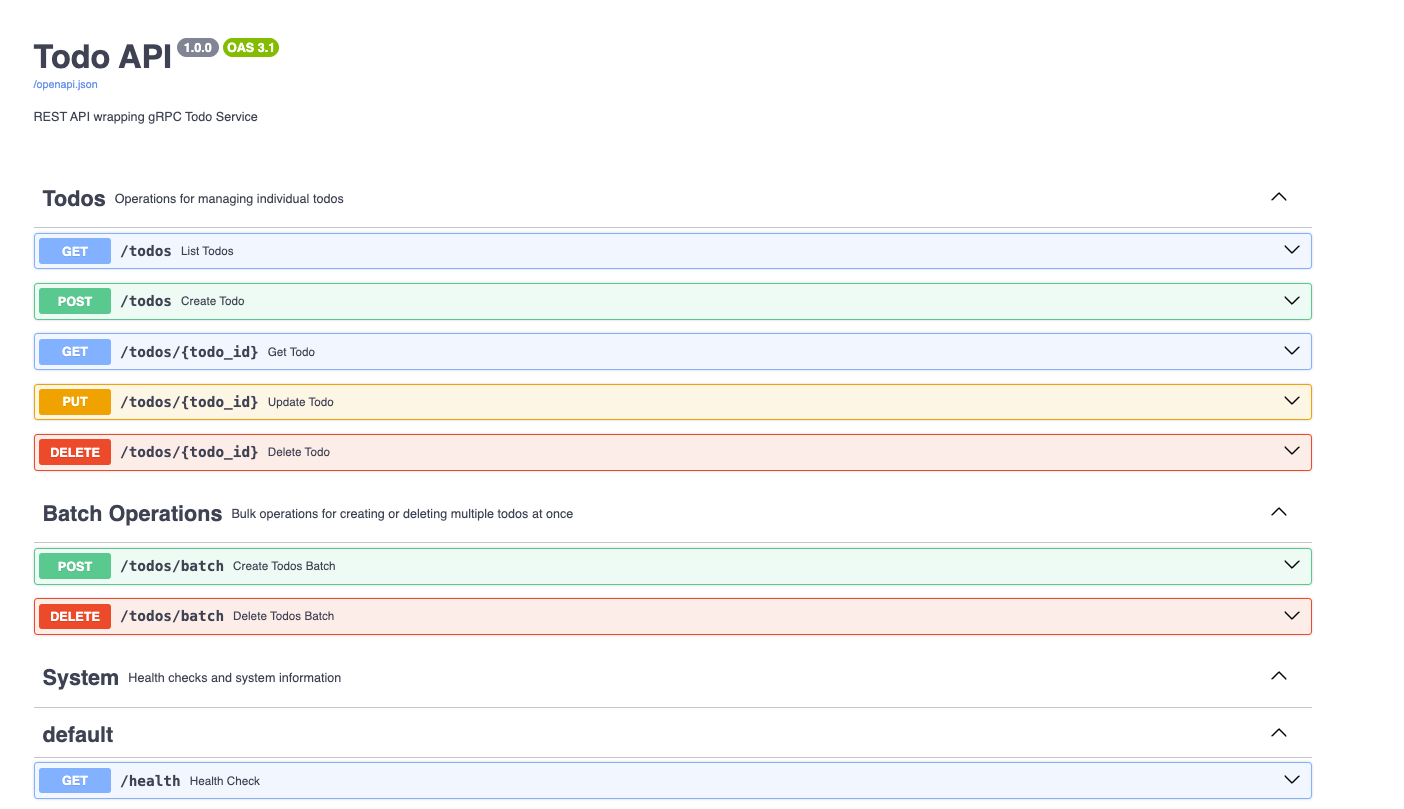 Todo API 1.0.0 OAS 3.1
/openapi.json
REST API wrapping gRPC Todo Service
Todos Operations for managing individual todos
GET /todos List Todos
POST /todos Create Todo
GET /todos/{todo_id} Get Todo
PUT /todos/{todo_id} Update Todo
DELETE /todos/{todo_id} Delete Todo
Batch Operations Bulk operations for creating or deleting multiple todos at once
POST /todos/batch Create Todos Batch
DELETE /todos/batch Delete Todos Batch
System Health checks and system information
default
GET /health Health Check